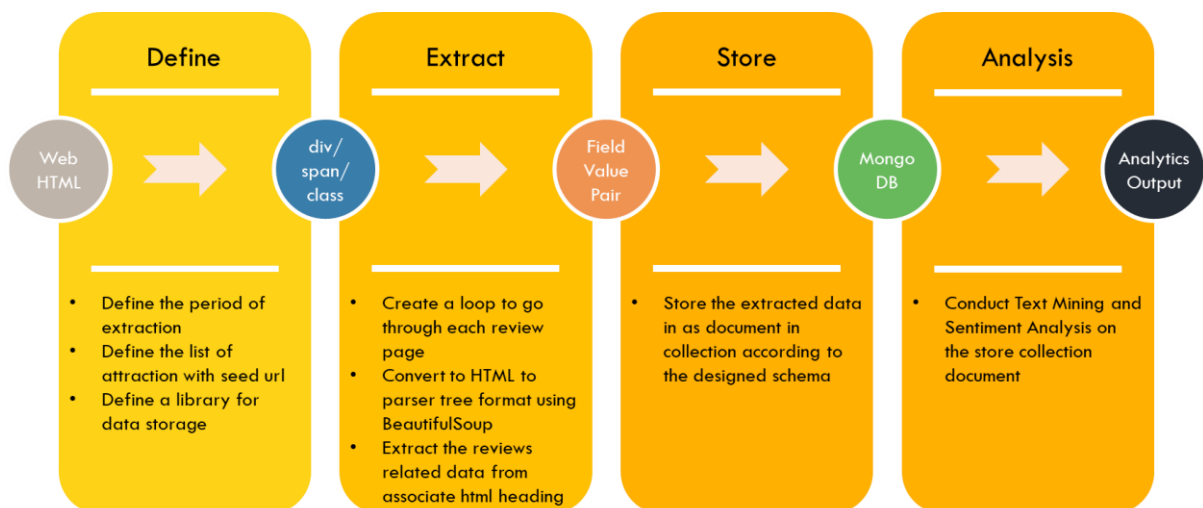 Define
Extract
Store
Analysis
Web
HTML
div/
span/
class
Field
Value
Pair
Mongo
DB
Analytics
Output
• Define the period of
extraction
• Define the list of
attraction with seed url
• Define a library for
data storage
• Create a loop to go
through each review
page
• Convert to HTML to
parser tree format using
BeautifulSoup
• Extract the reviews
related data from
associate html heading
• Store the extracted data
in as document in
collection according to
the designed schema
• Conduct Text Mining and
Sentiment Analysis on
the store collection
document